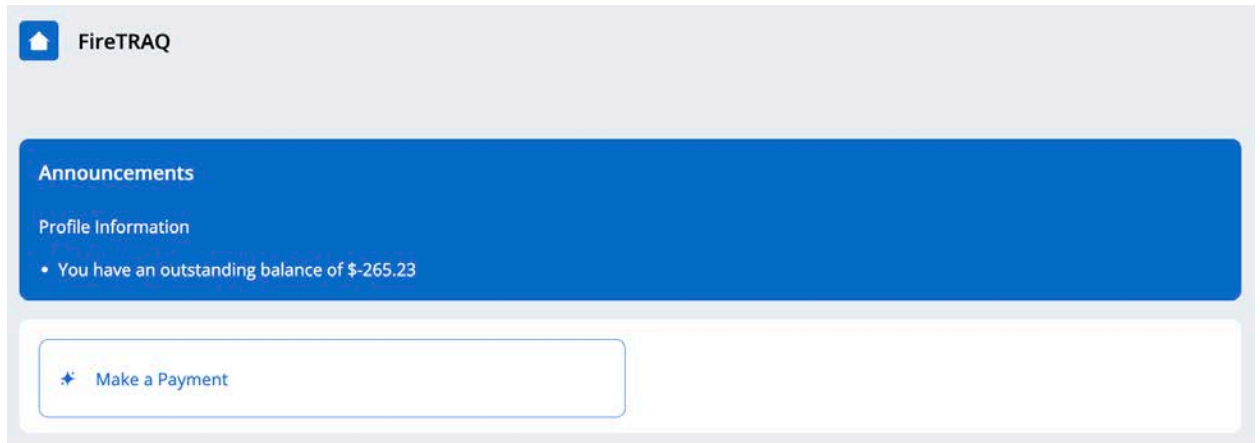 FireTRAQ
Announcements
Profile Information
• You have an outstanding balance of $-265.23
Make a Payment